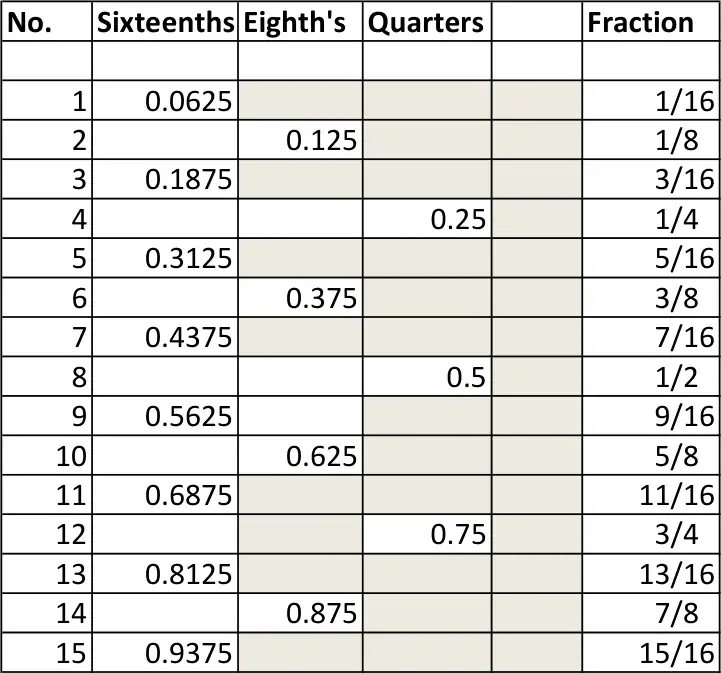 No. Sixteenths Eighth's Quarters Fraction
1 0.0625 1/16
2 0.125 1/8
3 0.1875 3/16
4 0.25 1/4
5 0.3125 5/16
6 0.375 3/8
7 0.4375 7/16
8 0.5 1/2
9 0.5625 9/16
10 0.625 5/8
11 0.6875 11/16
12 0.75 3/4
13 0.8125 13/16
14 0.875 7/8
15 0.9375 15/16